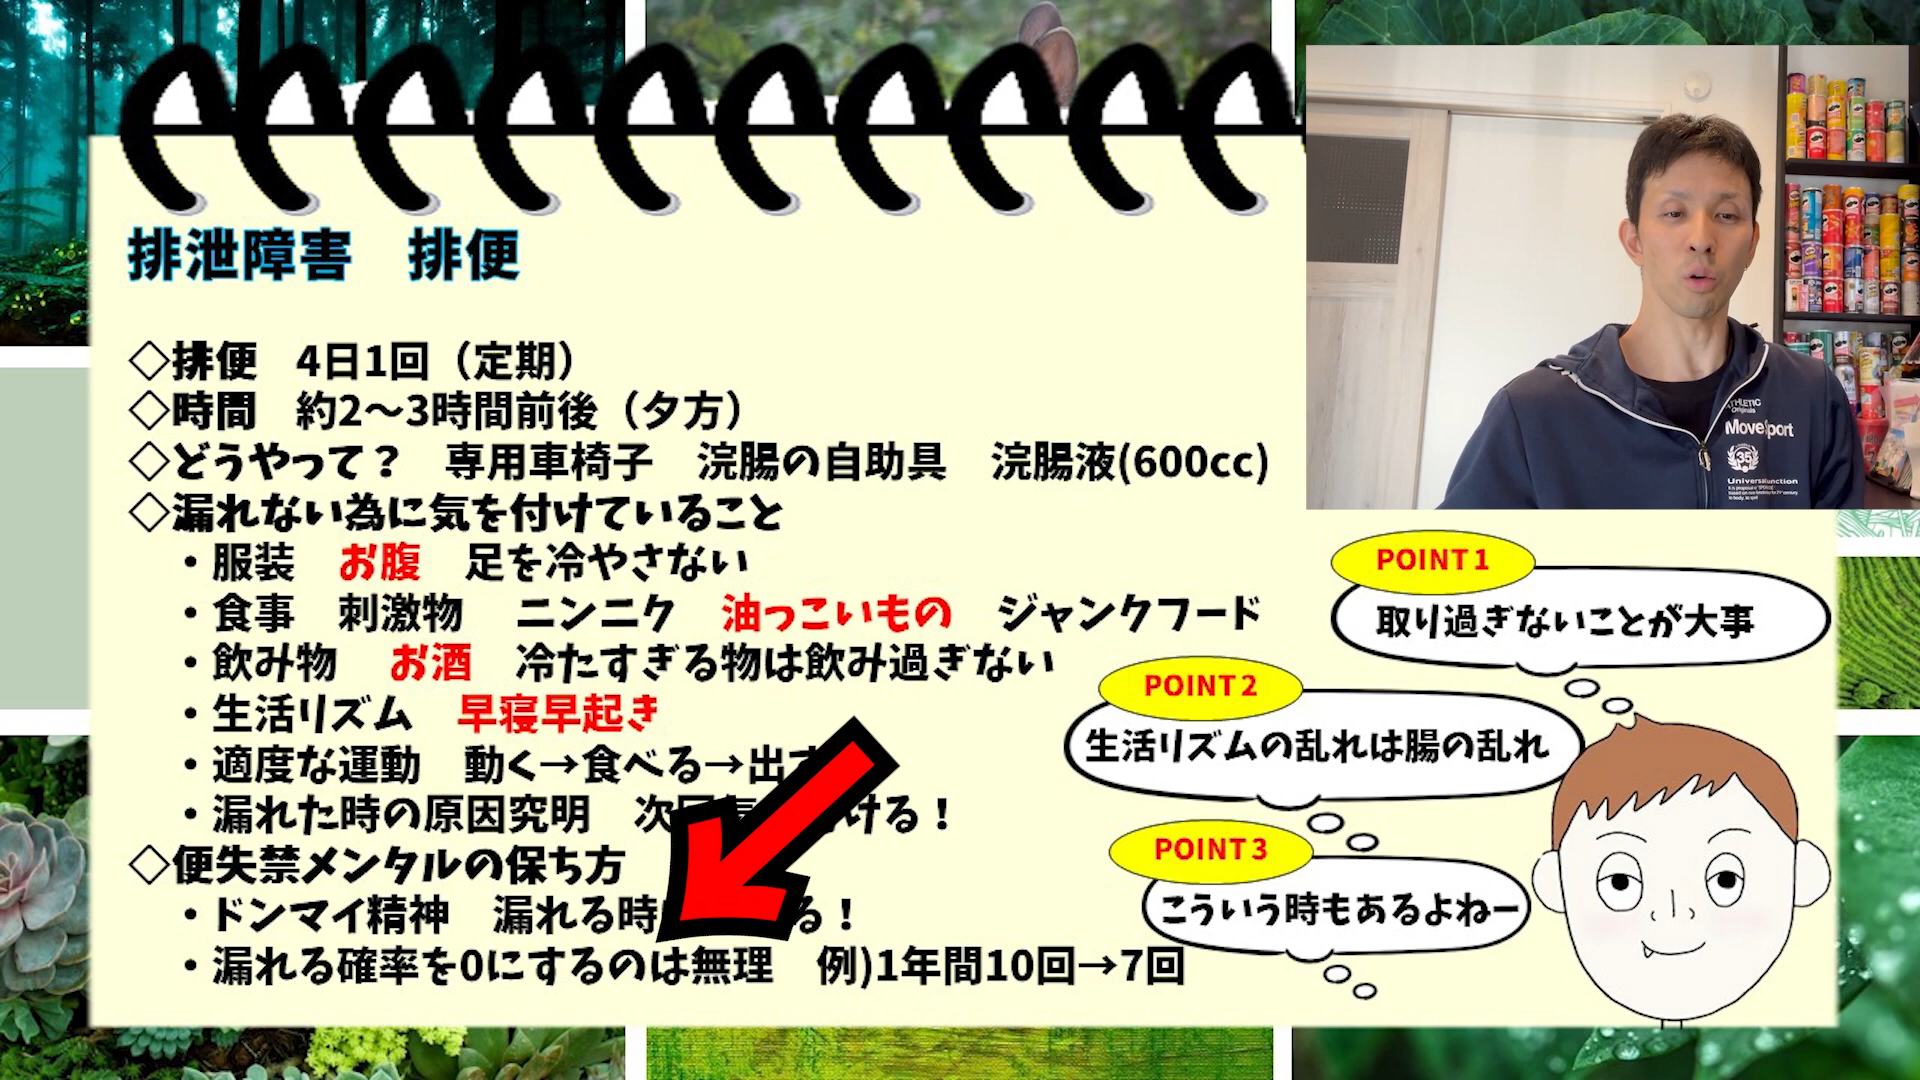 排泄障害　排便
◇排便　4日1回（定期）
◇時間　約2～3時間前後（夕方）
◇どうやって？　専用車椅子　浣腸の自助具　浣腸液(600cc)
◇漏れない為に気を付けていること
・服装　お腹　足を冷やさない
・食事　刺激物　ニンニク　油っこいもの　ジャンクフード
・飲み物　お酒　冷たすぎる物は飲み過ぎない
・生活リズム　早寝早起き
・適度な運動　動く→食べる→出す
・漏れた時の原因究明　次回　ける！
◇便失禁メンタルの保ち方
・ドンマイ精神　漏れる時　る！
・漏れる確率を0にするのは無理　例)1年間10回→7回
POINT1
取り過ぎないことが大事
POINT2
生活リズムの乱れは腸の乱れ
POINT3
こういう時もあるよねー
ATHLETIC
Originals
MoveSport
35